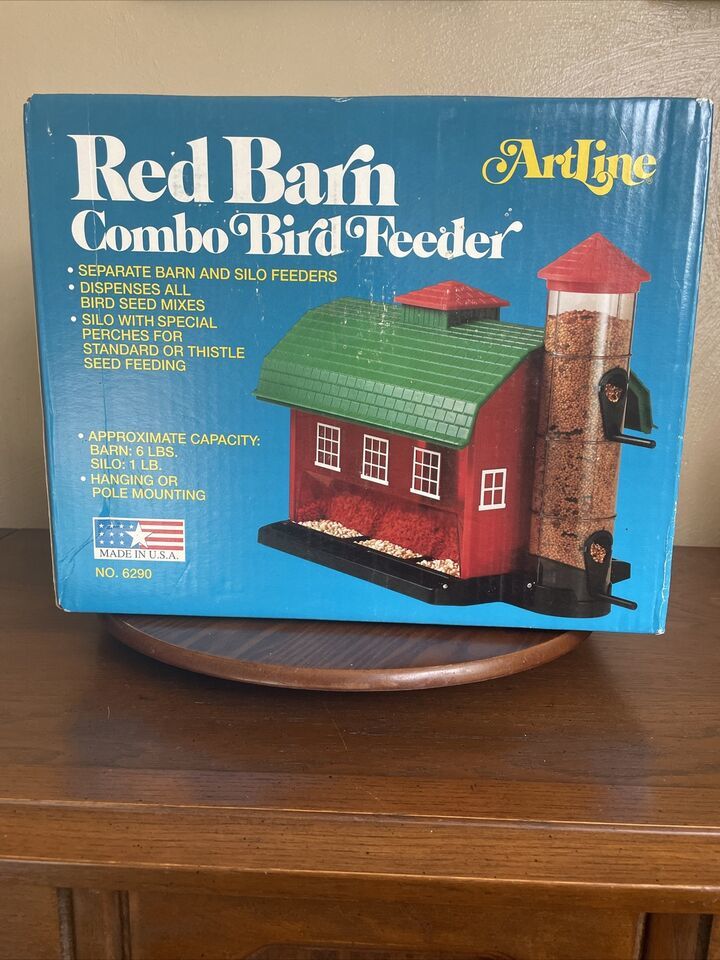 Red Barn
ArtLine
Combo Bird Feeder
• SEPARATE BARN AND SILO FEEDERS
• DISPENSES ALL
BIRD SEED MIXES
• SILO WITH SPECIAL
PERCHES FOR
STANDARD OR THISTLE
SEED FEEDING
• APPROXIMATE CAPACITY:
BARN: 6 LBS.
SILO: 1 LB.
• HANGING OR
POLE MOUNTING
MADE IN U.S.A.
NO. 6290